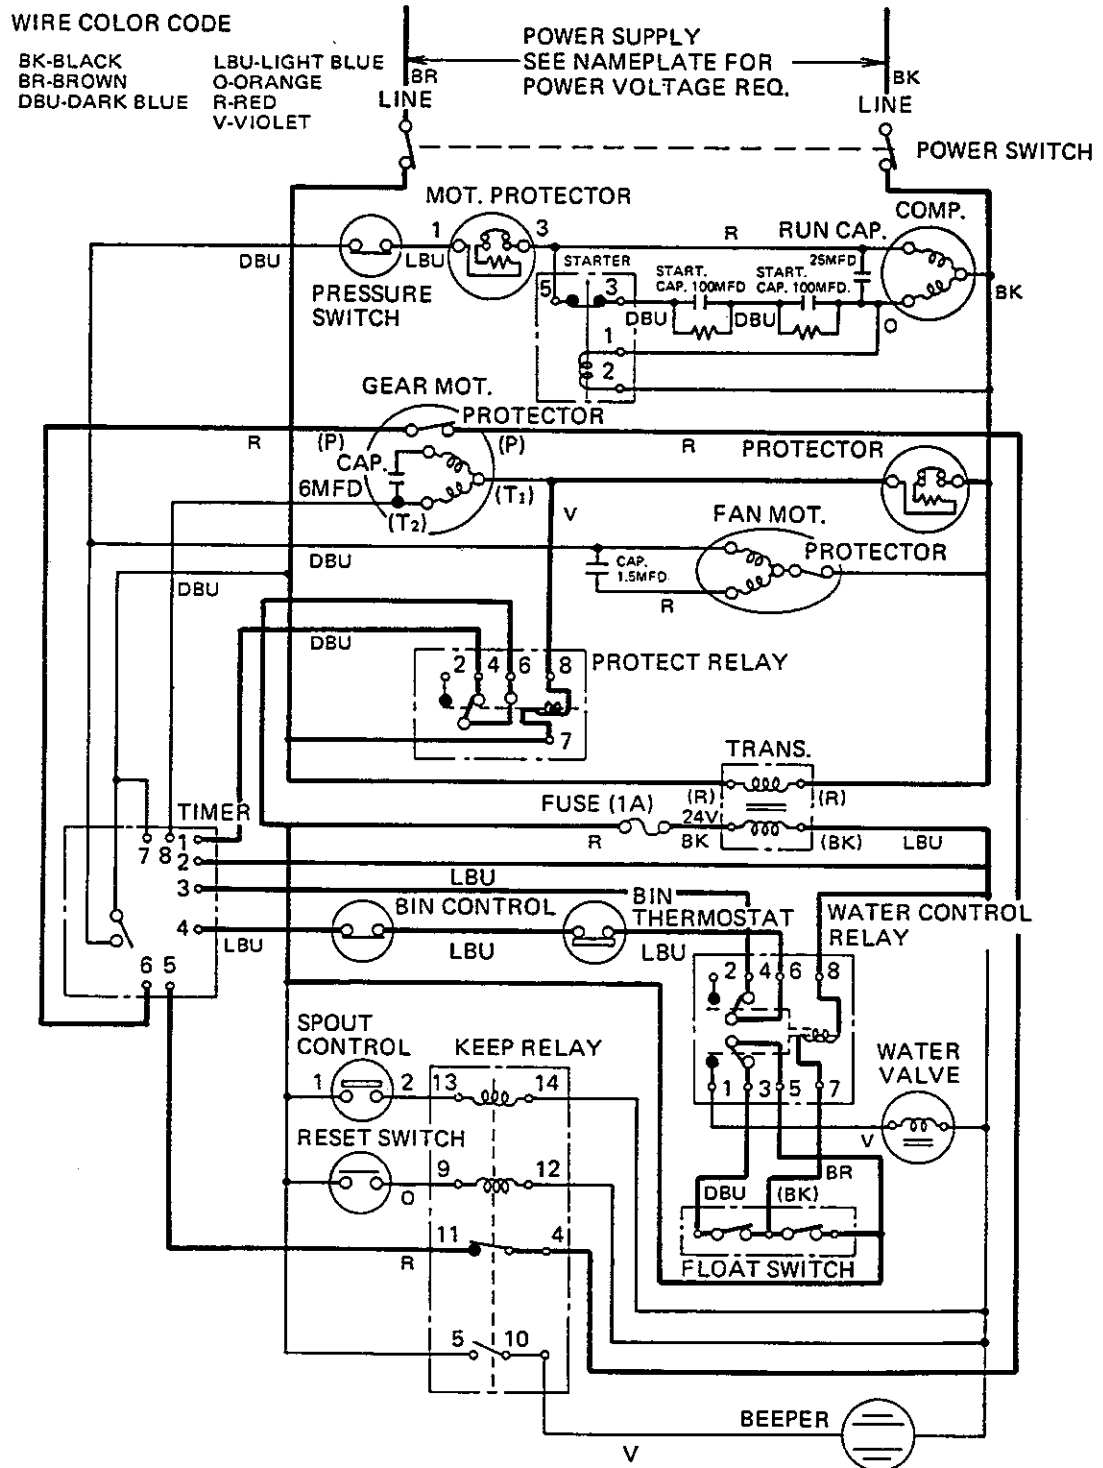 WIRE COLOR CODE
BK-BLACK
BR-BROWN
DBU-DARK BLUE
LBU-LIGHT BLUE
O-ORANGE
R-RED
V-VIOLET
POWER SUPPLY
SEE NAMEPLATE FOR
POWER VOLTAGE REQ.
BR
LINE
BK
LINE
POWER SWITCH
MOT. PROTECTOR
1
3
DBU
LBU
PRESSURE
SWITCH
R
RUN CAP.
25MFD
COMP.
BK
O
STARTER
5
3
DBU
START.
CAP. 100MFD
DBU
START.
CAP. 100MFD.
1
2
GEAR MOT.
PROTECTOR
R
(P)
(P)
R
CAP.
6MFD
(T1)
(T2)
PROTECTOR
V
FAN MOT.
PROTECTOR
DBU
CAP.
1.5MFD.
R
DBU
DBU
2 4 6 8
PROTECT RELAY
7
TRANS.
(R)
(R)
FUSE (1A)
24V
R
BK
(BK)
LBU
TIMER
7 8
1
2
3
4
6 5
LBU
LBU
BIN CONTROL
LBU
BIN
THERMOSTAT
LBU
WATER CONTROL
RELAY
2 4 6 8
1 3 5 7
WATER
VALVE
V
BR
DBU
(BK)
FLOAT SWITCH
SPOUT
CONTROL
1
2
KEEP RELAY
13
14
RESET SWITCH
O
9
12
11
4
R
5
10
BEEPER
V